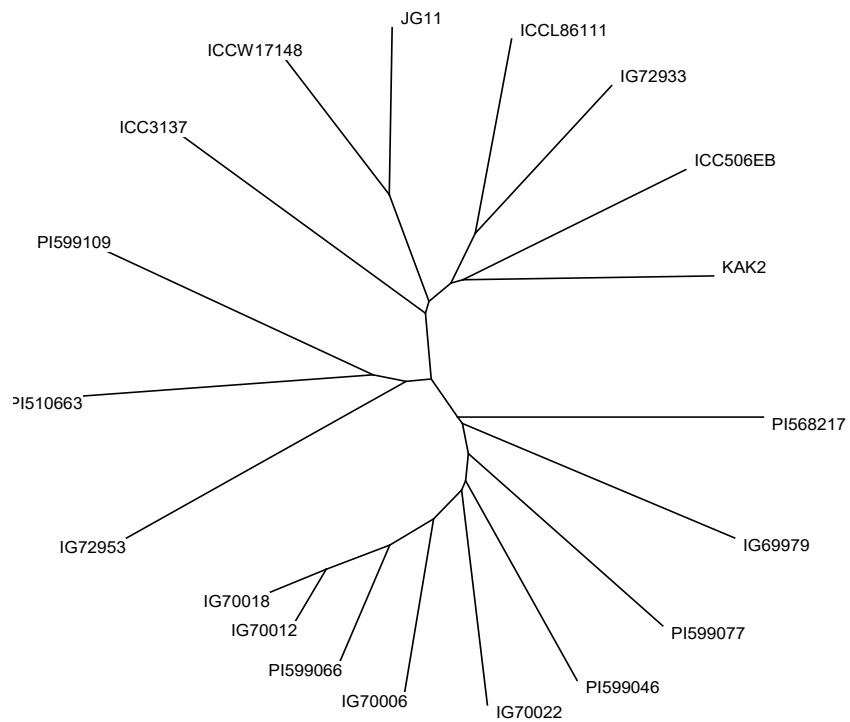 JG11
ICCL86111
ICCW17148
IG72933
ICC3137
ICC506EB
PI599109
KAK2
PI510663
PI568217
IG72953
IG69979
IG70018
IG70012
PI599077
PI599066
PI599046
IG70006
IG70022